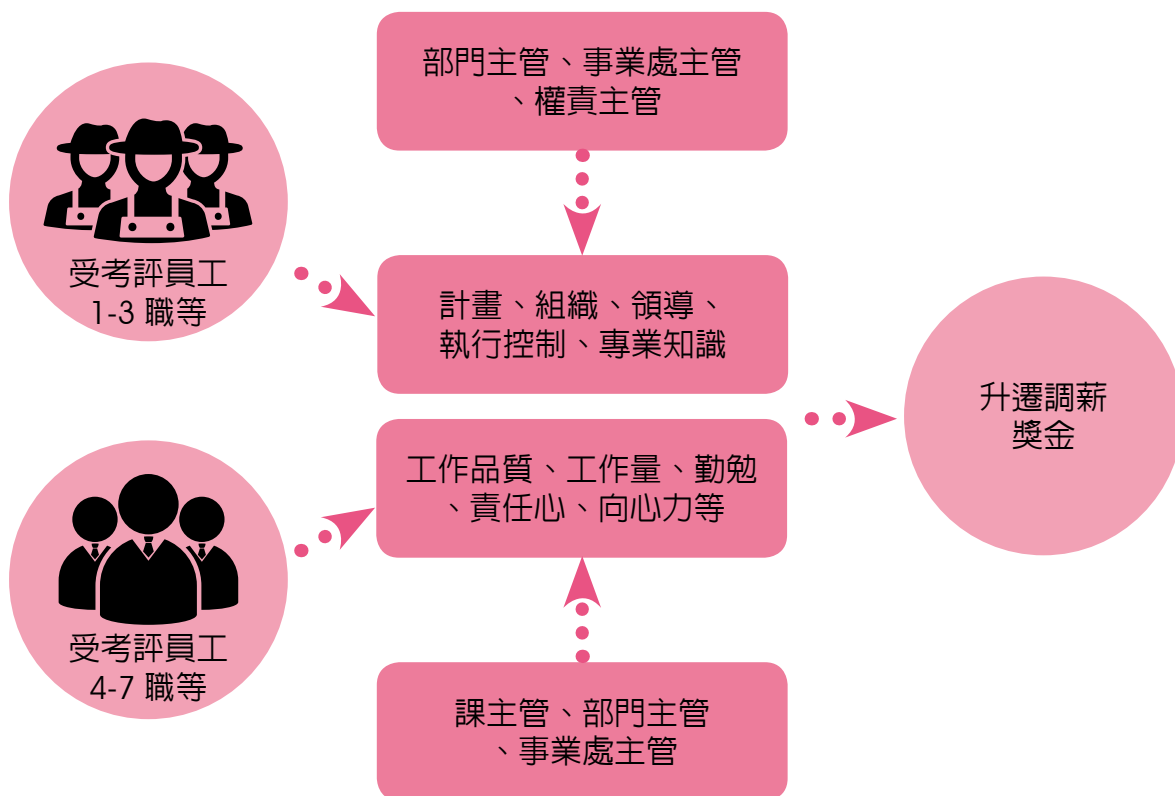 部門主管、事業處主管
、權責主管
受考評員工
1-3 職等
計畫、組織、領導、
執行控制、專業知識
升遷調薪
獎金
工作品質、工作量、勤勉
、責任心、向心力等
受考評員工
4-7 職等
課主管、部門主管
、事業處主管